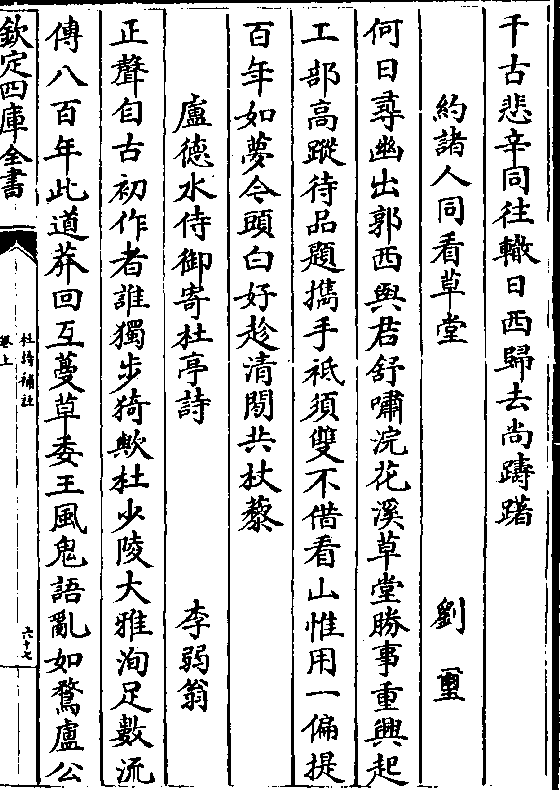 千古悲辛同往轍日西歸去尚躊躇
約諸人同看草堂 劉璽
何日尋幽出郭西與君舒嘯浣花溪草堂勝事重興起
工部高蹤待品題攜手祗須雙不借看山惟用一偏提
百年如夢令頭白好趁清閒共杖藜
盧德水侍御寄杜亭詩 李弱翁
正聲自古初作者誰獨步猗歟杜少陵大雅洵足數流
傳八百年此道莽回互蔓草委王風鬼語亂如鶩盧公
欽定四庫全書
杜詩補註
卷上
六十七